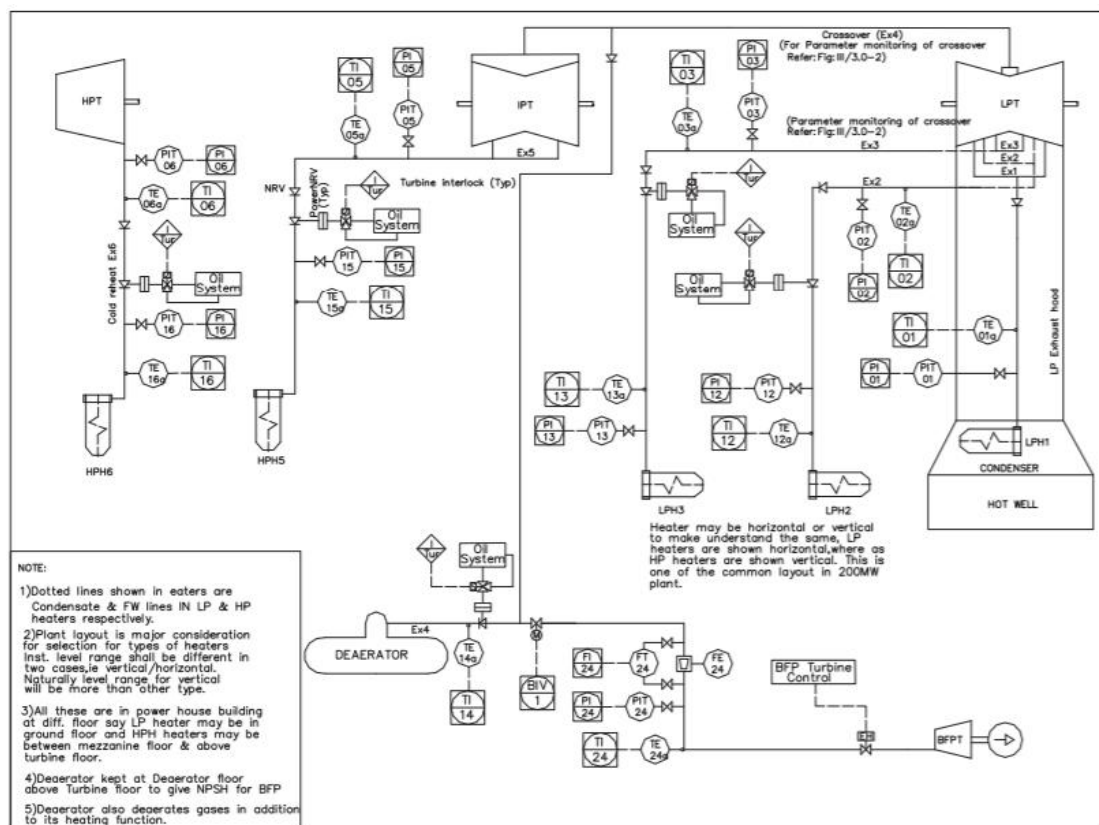 Crossover (Ex4)
(For Parameter monitoring of crossover
Refer:Fig:III/3.0-2)
HPT
IPT
LPT
TI
05
PI
05
TE
05a
PIT
05
TI
03
PI
03
TE
03a
PIT
03
(Parameter monitoring of crossover
Refer:Fig:III/3.0-2)
Ex5
Ex3
Ex3
Ex2
Ex1
Ex2
PIT
06
PI
06
TE
06a
TI
06
NRV
PowerNRV
(Typ)
Turbine interlock (Typ)
I
Tur
Oil
System
I
Tur
Oil
System
I
Tur
Oil
System
I
Tur
Oil
System
Cold reheat Ex6
PIT
02
TE
02a
PI
02
TI
02
PIT
15
PI
15
TE
15a
TI
15
PIT
16
PI
16
TE
16a
TI
16
TI
01
TE
01a
PI
01
PIT
01
LP Exhaust hood
TI
13
TE
13a
PI
13
PIT
13
PI
12
PIT
12
TI
12
TE
12a
HPH6
HPH5
LPH3
LPH2
LPH1
CONDENSER
HOT WELL
Heater may be horizontal or vertical
to make understand the same, LP
heaters are shown horizontal,where as
HP heaters are shown vertical. This is
one of the common layout in 200MW
plant.
I
Tur
Oil
System
DEAERATOR
Ex4
TE
14a
TI
14
M
BIV
1
FI
24
FT
24
FE
24
PI
24
PIT
24
TI
24
TE
24a
BFP Turbine
Control
EH
BFPT
NOTE:
1)Dotted lines shown in eaters are
Condensate & FW lines IN LP & HP
heaters respectively.
2)Plant layout is major consideration
for selection for types of heaters
Inst. level range shall be different in
two cases,ie vertical/horizontal.
Naturally level range for vertical
will be more than other type.
3)All these are in power house building
at diff. floor say LP heater may be in
ground floor and HPH heaters may be
between mezzanine floor & above
turbine floor.
4)Deaerator kept at Deaerator floor
above Turbine floor to give NPSH for BFP
5)Deaerator also deaerates gases in addition
to its heating function.